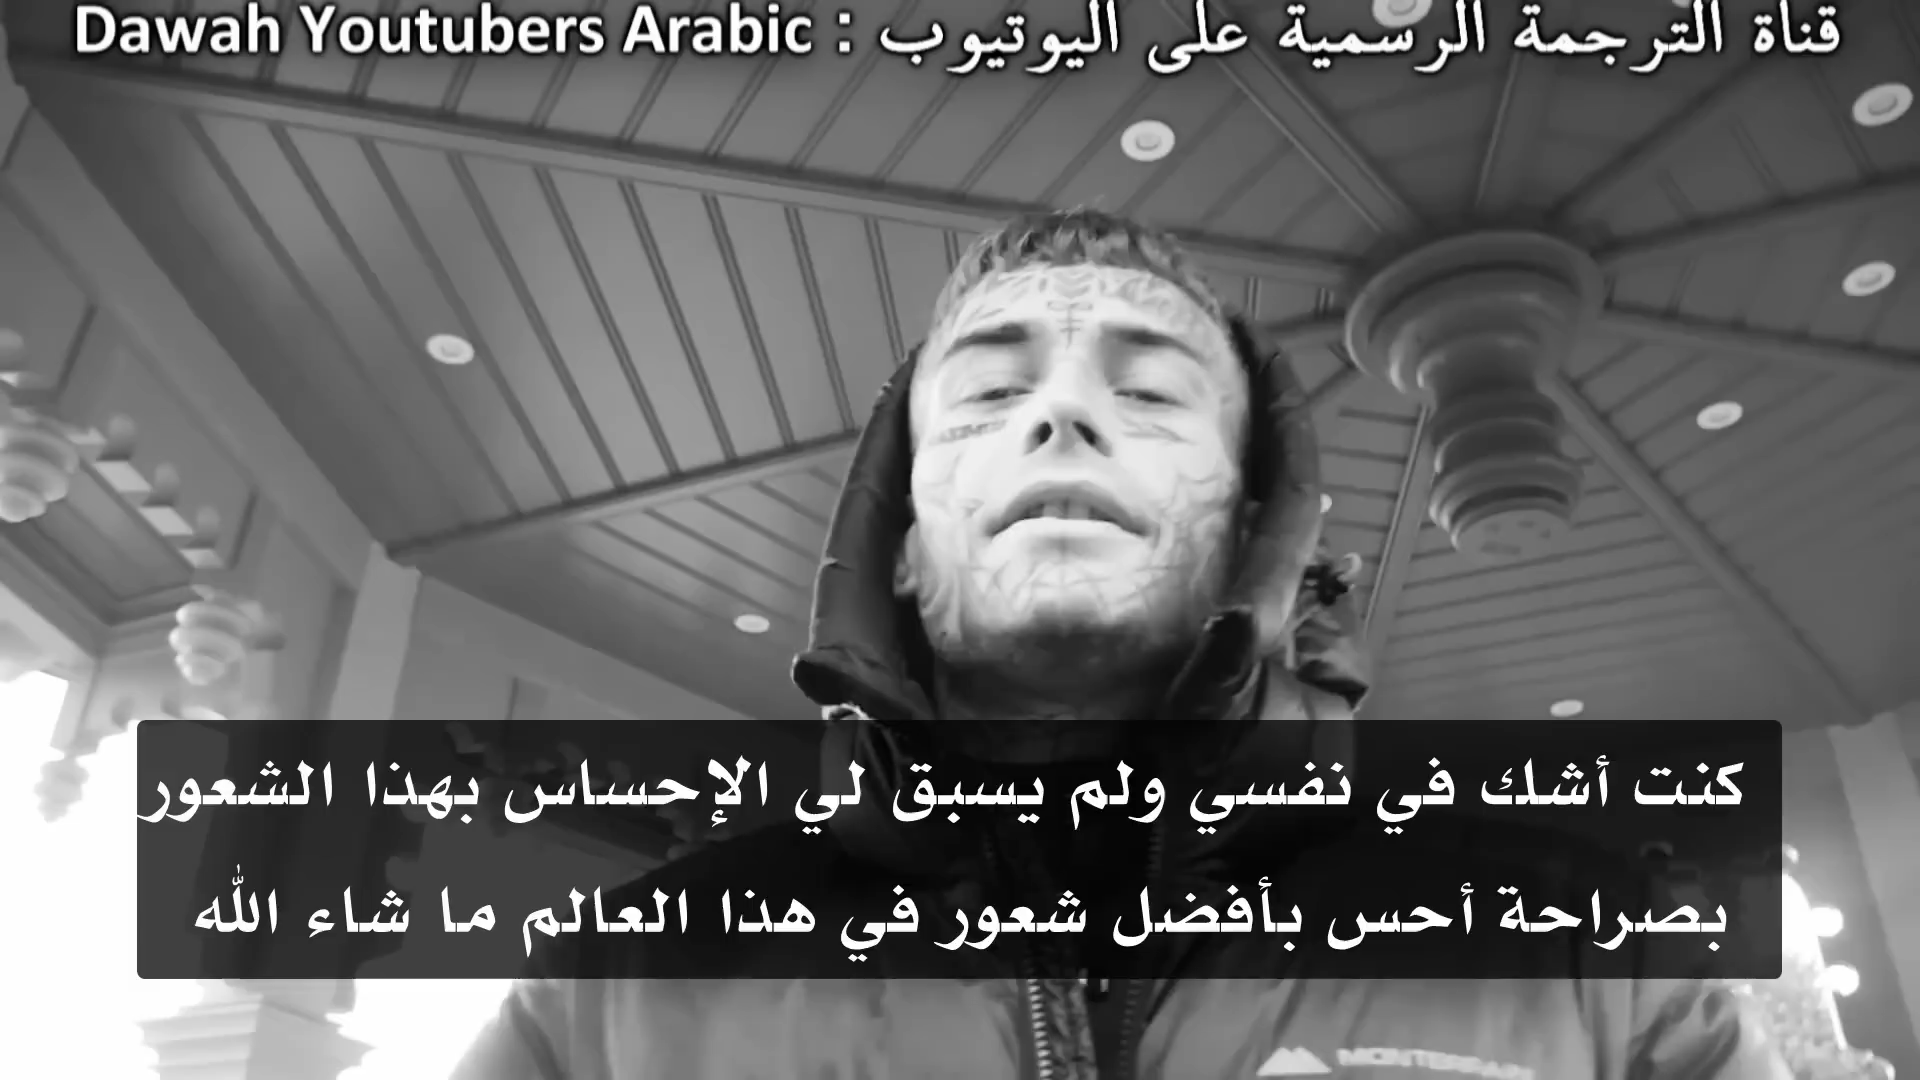 قناة الترجمة الرسمية على اليوتيوب : Dawah Youtubers Arabic
كنت أشك في نفسي ولم يسبق لي الإحساس بهذا الشعور
بصراحة أحس بأفضل شعور في هذا العالم ما شاء الله